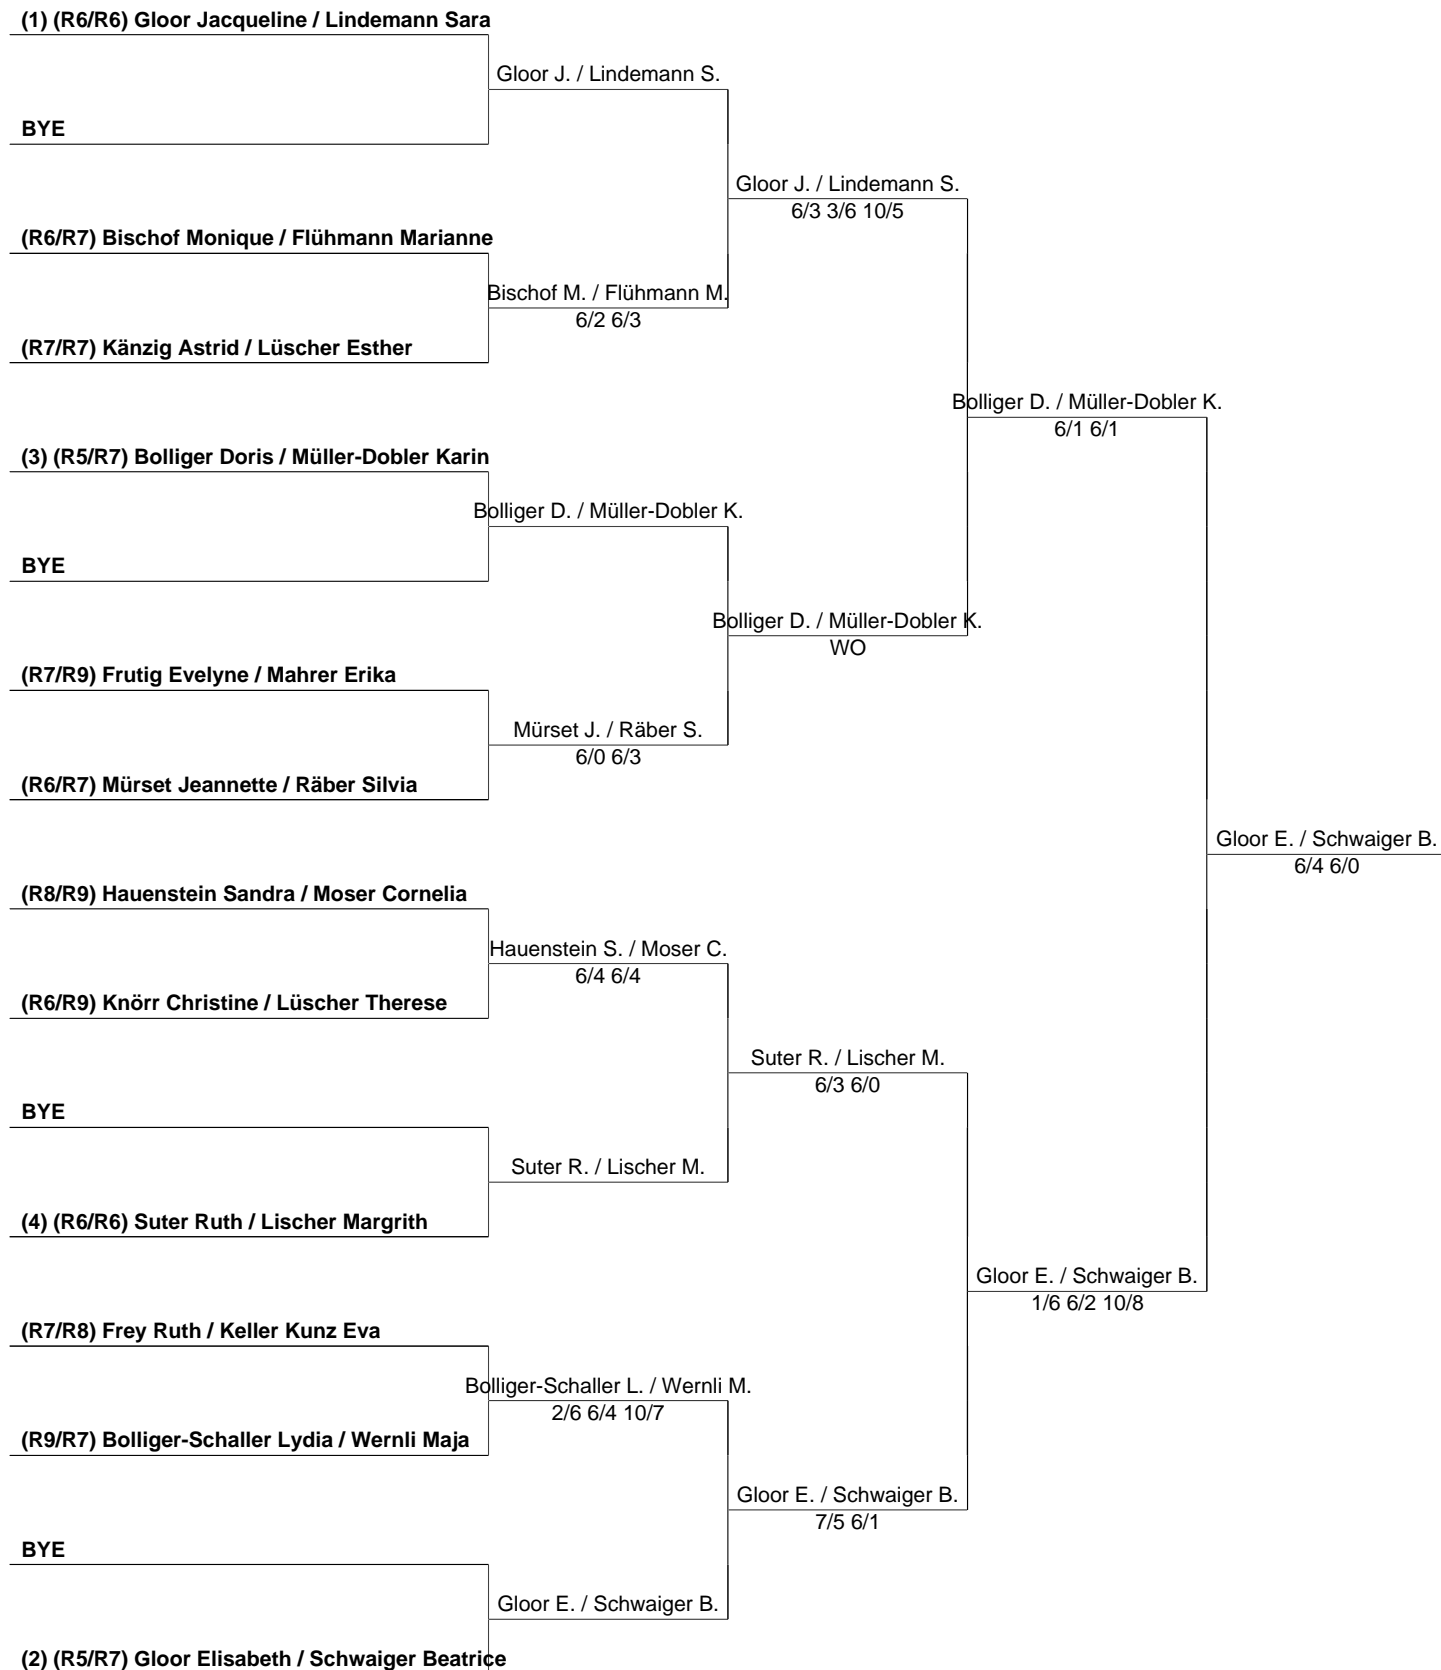 (1) (R6/R6) Gloor Jacqueline / Lindemann Sara
Gloor J. / Lindemann S.
BYE
Gloor J. / Lindemann S.
6/3 3/6 10/5
(R6/R7) Bischof Monique / Flühmann Marianne
Bischof M. / Flühmann M.
6/2 6/3
(R7/R7) Känzig Astrid / Lüscher Esther
Bolliger D. / Müller-Dobler K.
6/1 6/1
(3) (R5/R7) Bolliger Doris / Müller-Dobler Karin
Bolliger D. / Müller-Dobler K.
BYE
Bolliger D. / Müller-Dobler K.
WO
(R7/R9) Frutig Evelyne / Mahrer Erika
Mürset J. / Räber S.
6/0 6/3
(R6/R7) Mürset Jeannette / Räber Silvia
Gloor E. / Schwaiger B.
6/4 6/0
(R8/R9) Hauenstein Sandra / Moser Cornelia
Hauenstein S. / Moser C.
6/4 6/4
(R6/R9) Knörr Christine / Lüscher Therese
Suter R. / Lischer M.
6/3 6/0
BYE
Suter R. / Lischer M.
(4) (R6/R6) Suter Ruth / Lischer Margrith
Gloor E. / Schwaiger B.
1/6 6/2 10/8
(R7/R8) Frey Ruth / Keller Kunz Eva
Bolliger-Schaller L. / Wernli M.
2/6 6/4 10/7
(R9/R7) Bolliger-Schaller Lydia / Wernli Maja
Gloor E. / Schwaiger B.
7/5 6/1
BYE
Gloor E. / Schwaiger B.
(2) (R5/R7) Gloor Elisabeth / Schwaiger Beatrice